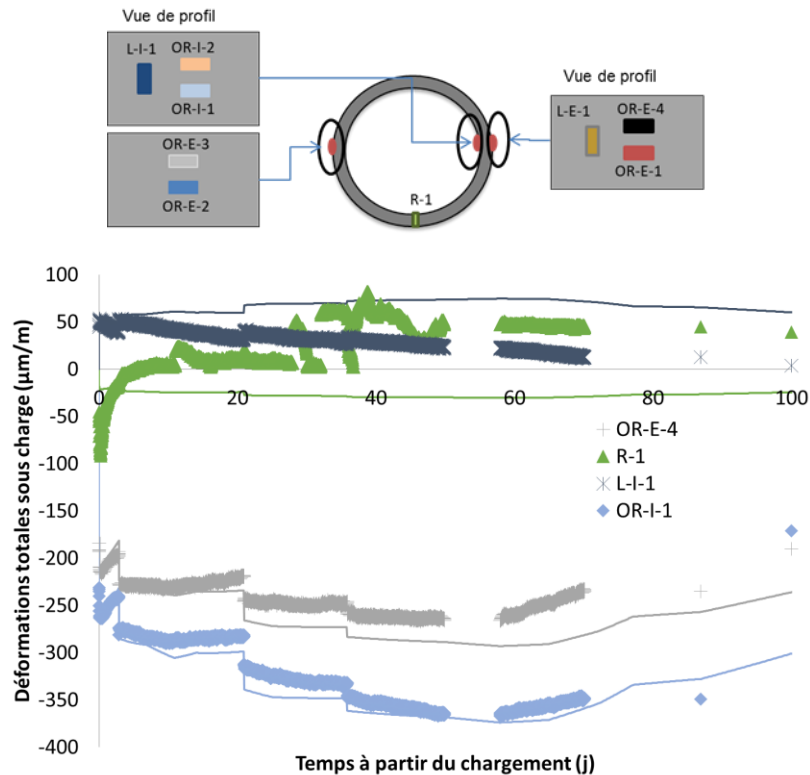 Vue de profil
L-I-1 OR-I-2
OR-I-1
OR-E-3
OR-E-2
R-1
Vue de profil
L-E-1 OR-E-4
OR-E-1
Déformations totales sous charge (µm/m)
100
50
0
-50
-100
-150
-200
-250
-300
-350
-400
0 20 40 60 80 100
OR-E-4
R-1
L-I-1
OR-I-1
Temps à partir du chargement (j)